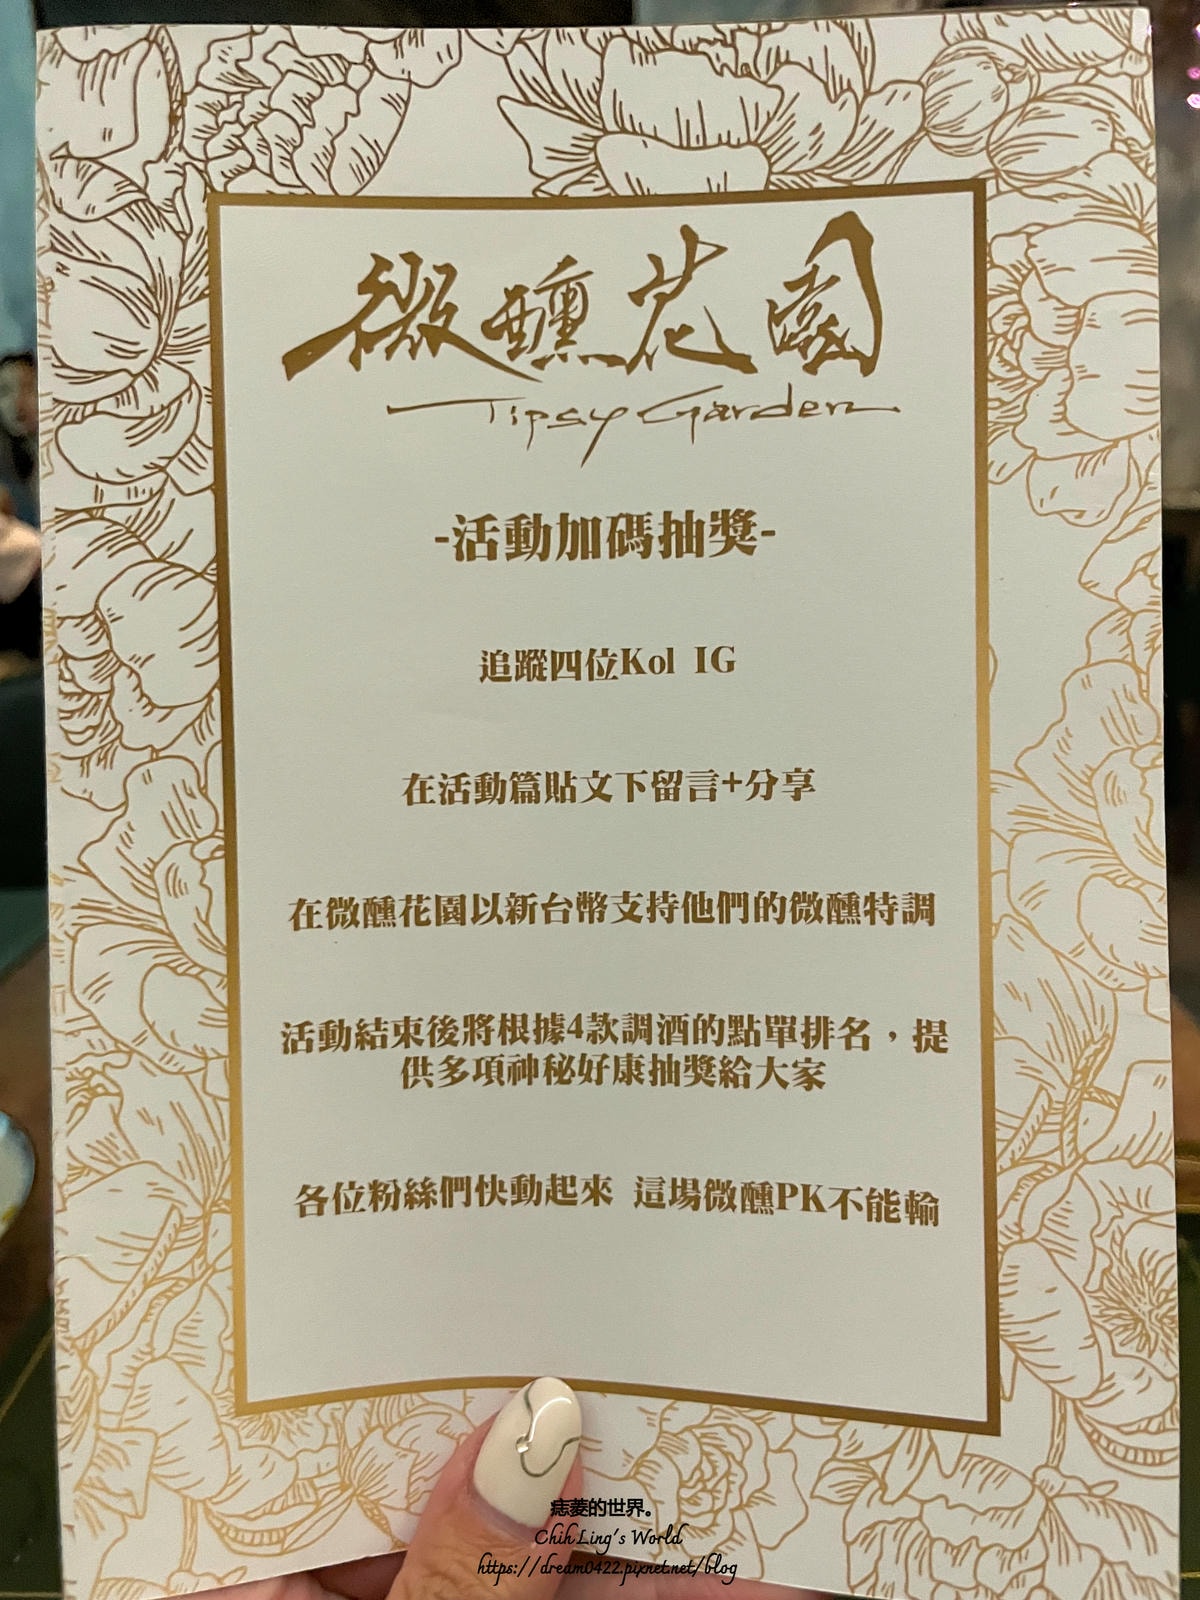 微醺花園
Tipsy Garden
-活動加碼抽獎-
追蹤四位Kol IG
在活動篇貼文下留言+分享
在微醺花園以新台幣支持他們的微醺特調
活動結束後將根據4款調酒的點單排名，提
供多項神秘好康抽獎給大家
各位粉絲們快動起來 這場微醺PK不能輸
痞菱的世界。
ChihLing's World
https://dream0422.pixnet.net/blog